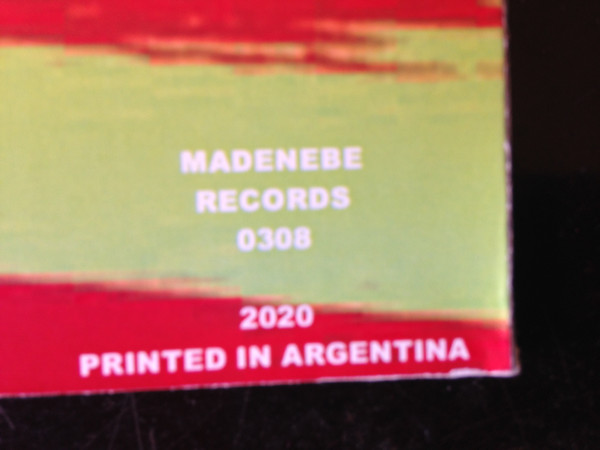 MADENEBE
RECORDS
0308
2020
PRINTED IN ARGENTINA